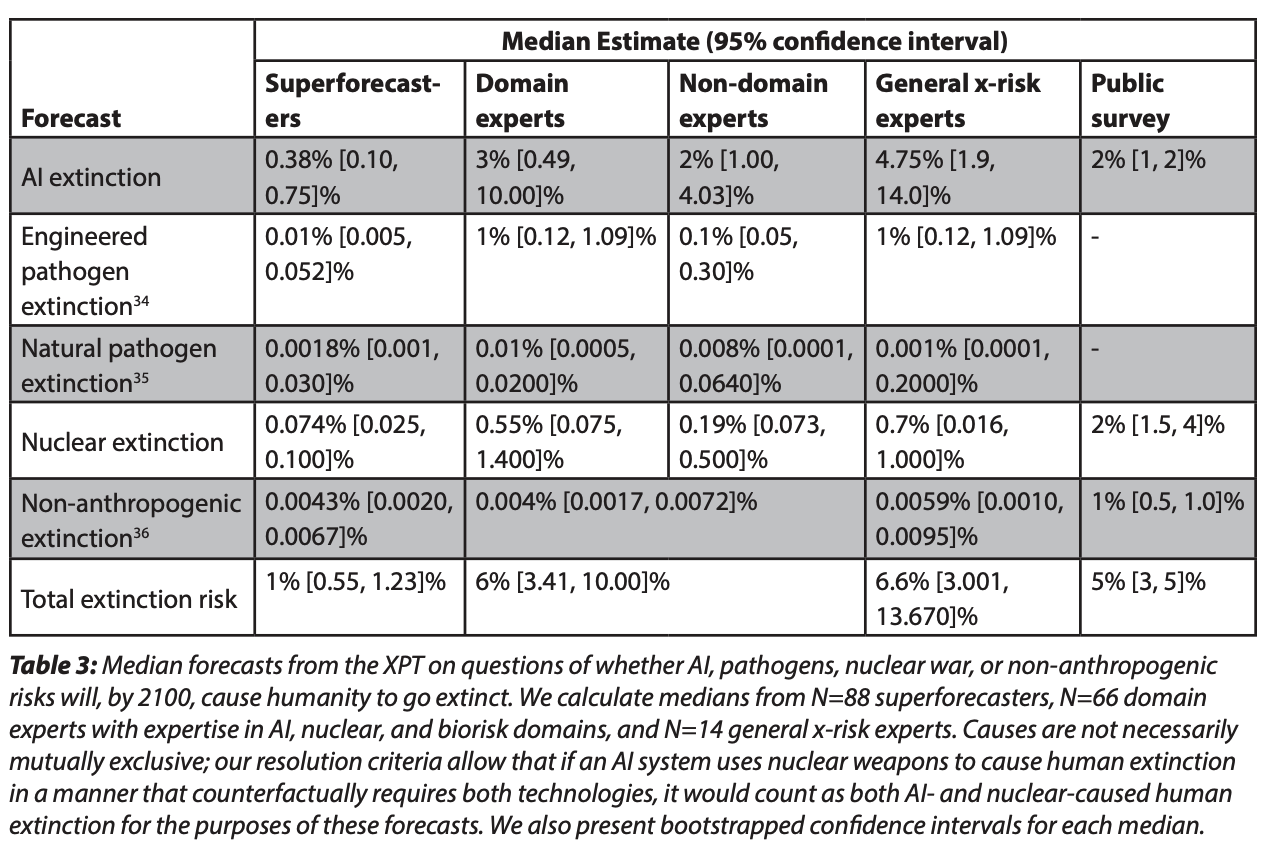 Median Estimate (95% confidence interval)
Forecast
Superforecast-
ers
Domain
experts
Non-domain
experts
General x-risk
experts
Public
survey
AI extinction
0.38% [0.10,
0.75]%
3% [0.49,
10.00]%
2% [1.00,
4.03]%
4.75% [1.9,
14.0]%
2% [1, 2]%
Engineered
pathogen
extinction34
0.01% [0.005,
0.052]%
1% [0.12, 1.09]%
0.1% [0.05,
0.30]%
1% [0.12, 1.09]%
-
Natural pathogen
extinction35
0.0018% [0.001,
0.030]%
0.01% [0.0005,
0.0200]%
0.008% [0.0001,
0.0640]%
0.001% [0.0001,
0.2000]%
-
Nuclear extinction
0.074% [0.025,
0.100]%
0.55% [0.075,
1.400]%
0.19% [0.073,
0.500]%
0.7% [0.016,
1.000]%
2% [1.5, 4]%
Non-anthropogenic
extinction36
0.0043% [0.0020,
0.0067]%
0.004% [0.0017, 0.0072]%
0.0059% [0.0010,
0.0095]%
1% [0.5, 1.0]%
Total extinction risk
1% [0.55, 1.23]%
6% [3.41, 10.00]%
6.6% [3.001,
13.670]%
5% [3, 5]%
Table 3: Median forecasts from the XPT on questions of whether AI, pathogens, nuclear war, or non-anthropogenic
risks will, by 2100, cause humanity to go extinct. We calculate medians from N=88 superforecasters, N=66 domain
experts with expertise in AI, nuclear, and biorisk domains, and N=14 general x-risk experts. Causes are not necessarily
mutually exclusive; our resolution criteria allow that if an AI system uses nuclear weapons to cause human extinction
in a manner that counterfactually requires both technologies, it would count as both AI- and nuclear-caused human
extinction for the purposes of these forecasts. We also present bootstrapped confidence intervals for each median.